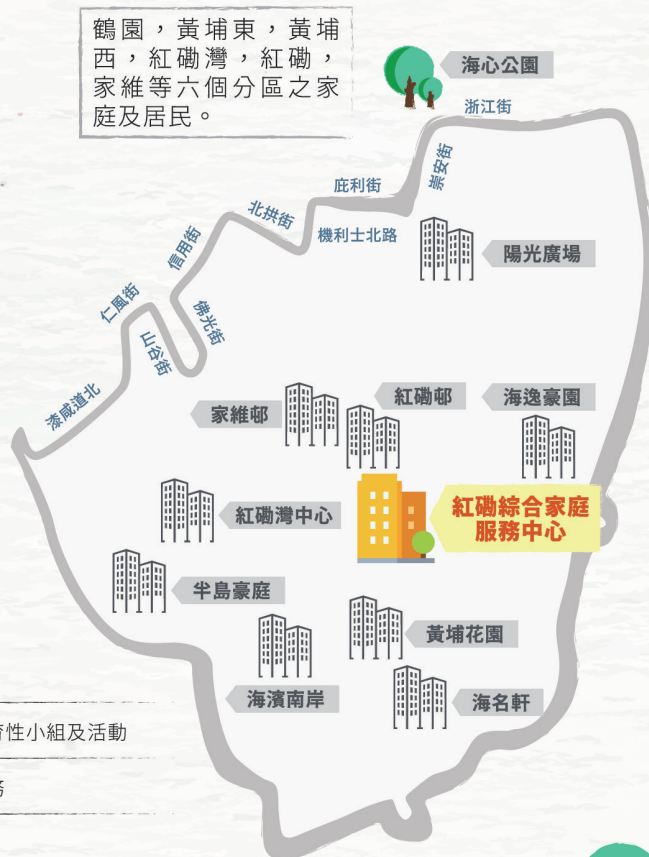 鶴園，黃埔東，黃埔
西，紅磡灣，紅磡，
家維等六個分區之家
庭及居民。
海心公園
浙江街
崇安街
庇利街
北拱街
機利士北路
信用街
陽光廣場
仁風街
佛光街
山谷街
漆咸道北
家維邨
紅磡邨
海逸豪園
紅磡灣中心
紅磡綜合家庭
服務中心
半島豪庭
黃埔花園
海濱南岸
海名軒
性小組及活動